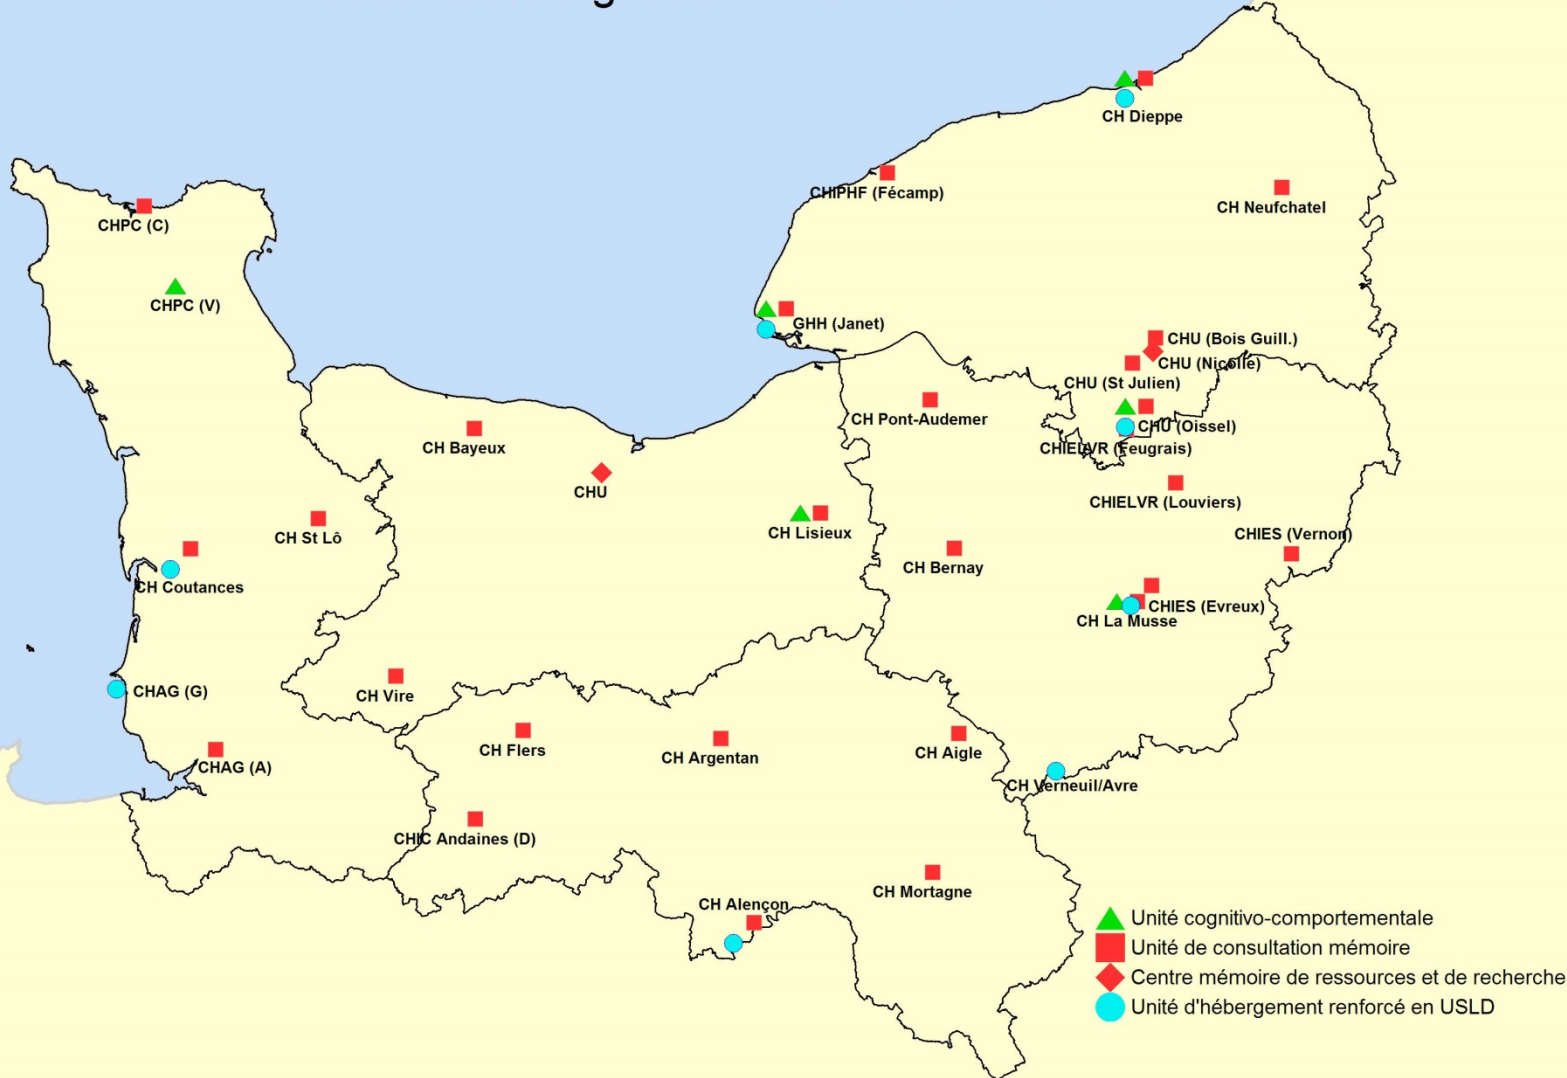 CH Dieppe
CHIPHF (Fécamp)
CH Neufchatel
CHPC (C)
CHPC (V)
GHH (Janet)
CHU (Bois Guill.)
CHU (Nicolle)
CHU (St Julien)
CH Pont-Audemer
CHU (Oissel)
CH Bayeux
CHIELVR (Feugrais)
CHU
CHIELVR (Louviers)
CH St Lô
CH Lisieux
CHIES (Vernon)
CH Bernay
CH Coutances
CHIES (Evreux)
CH La Musse
CHAG (G)
CH Vire
CH Flers
CH Argentan
CH Aigle
CHAG (A)
CH Verneuil/Avre
CHIC Andaines (D)
CH Mortagne
CH Alençon
Unité cognitivo-comportementale
Unité de consultation mémoire
Centre mémoire de ressources et de recherche
Unité d'hébergement renforcé en USLD